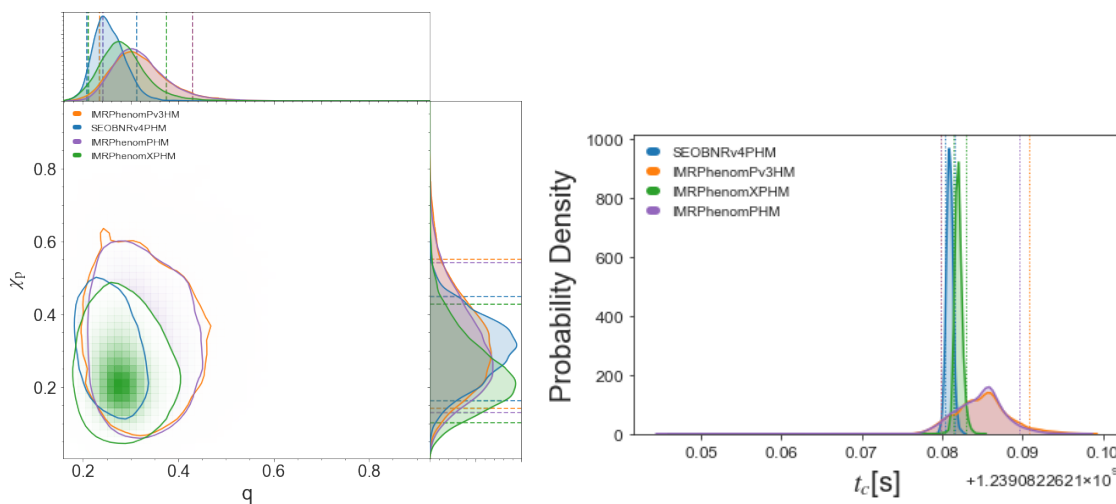 IMRPhenomPv3HM
SEOBNRv4PHM
IMRPhenomPHM
IMRPhenomXPHM
0.8
0.6
0.4
0.2
χp
0.2
0.4
0.6
0.8
q
1000
800
600
400
200
0
Probability Density
SEOBNRv4PHM
IMRPhenomPv3HM
IMRPhenomXPHM
IMRPhenomPHM
0.05
0.06
0.07
0.08
0.09
0.10
tc[s]
+1.2390822621×10⁹